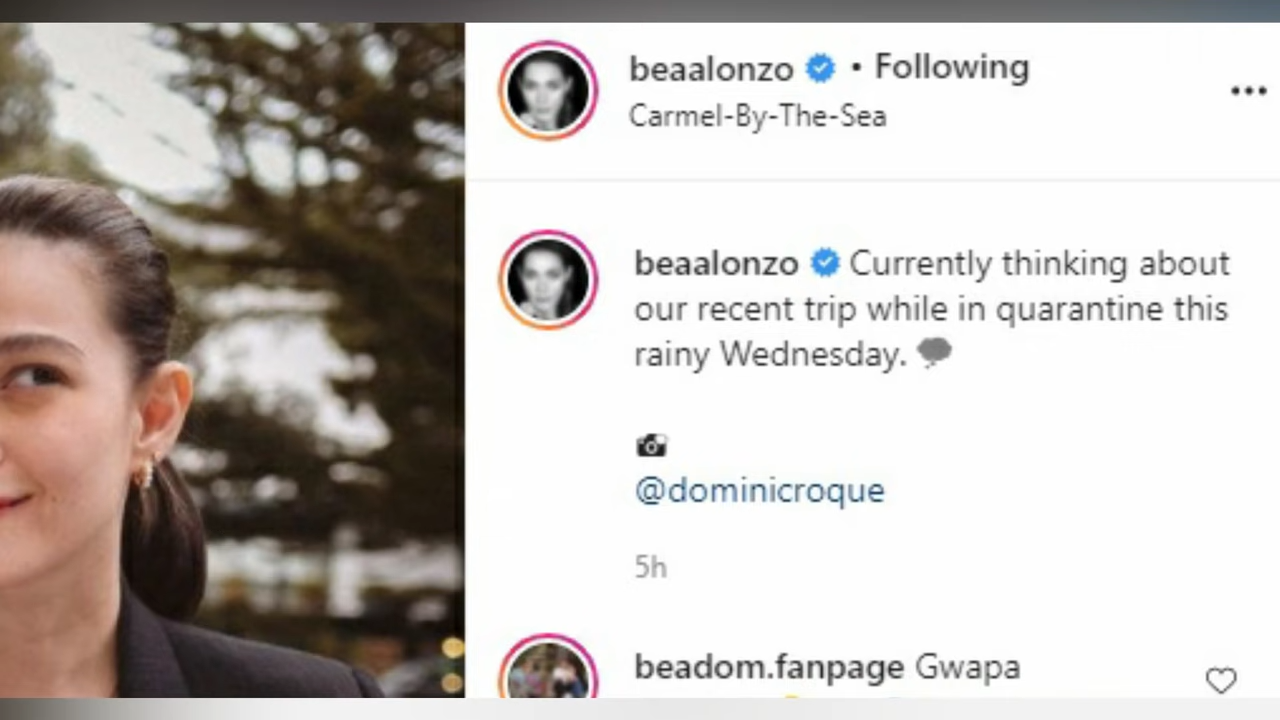 beaalonzo • Following
Carmel-By-The-Sea
beaalonzo Currently thinking about
our recent trip while in quarantine this
rainy Wednesday.
@dominicroque
5h
beadom.fanpage Gwapa